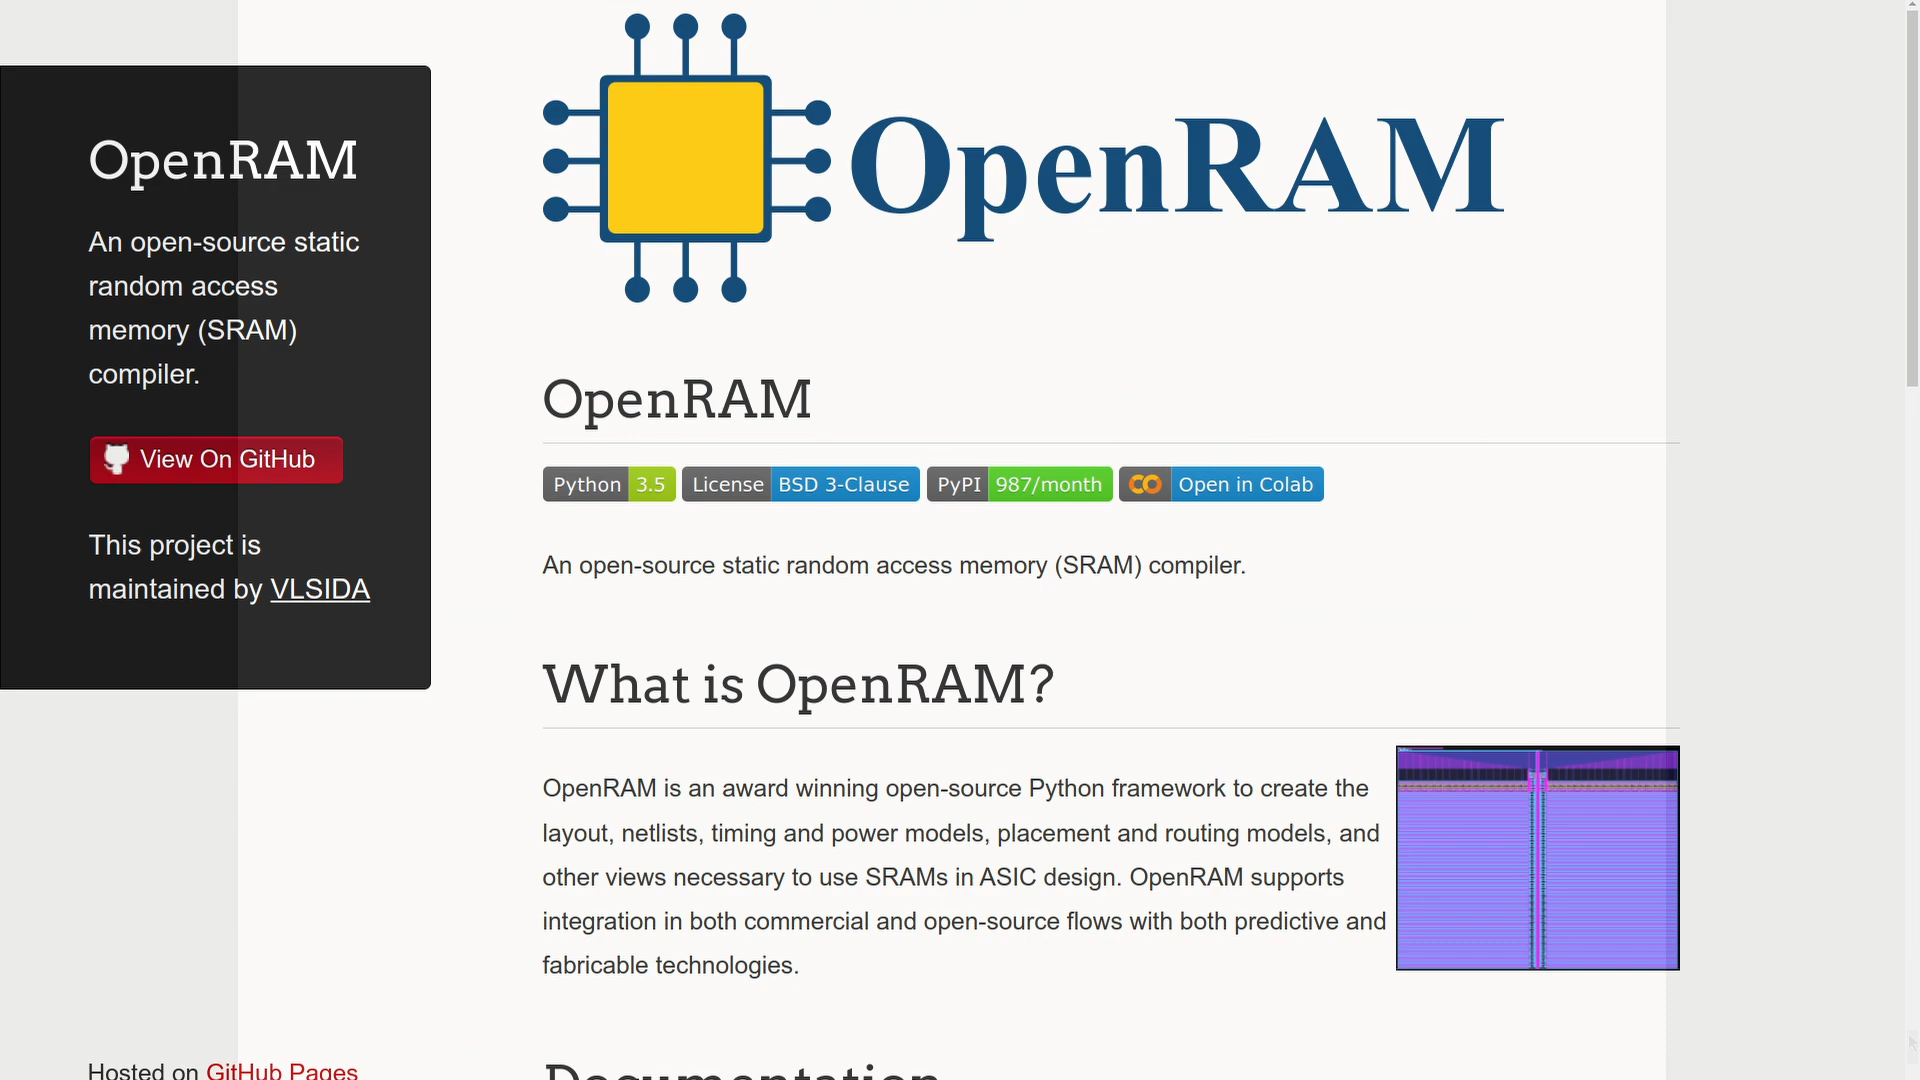 OpenRAM
An open-source static
random access
memory (SRAM)
compiler.
View On GitHub
This project is
maintained by VLSIDA
Hosted on GitHub Pages
OpenRAM
OpenRAM
Python 3.5 License BSD 3-Clause PyPI 987/month Open in Colab
An open-source static random access memory (SRAM) compiler.
What is OpenRAM?
OpenRAM is an award winning open-source Python framework to create the
layout, netlists, timing and power models, placement and routing models, and
other views necessary to use SRAMs in ASIC design. OpenRAM supports
integration in both commercial and open-source flows with both predictive and
fabricable technologies.
Documentation